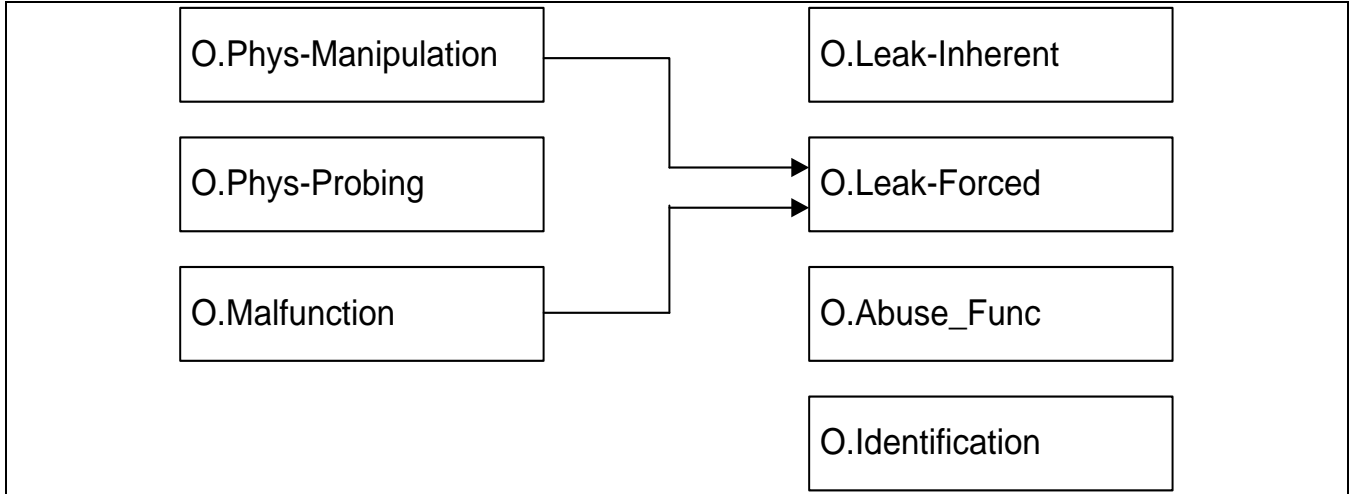 O.Phys-Manipulation
O.Leak-Inherent
O.Phys-Probing
O.Leak-Forced
O.Malfunction
O.Abuse_Func
O.Identification